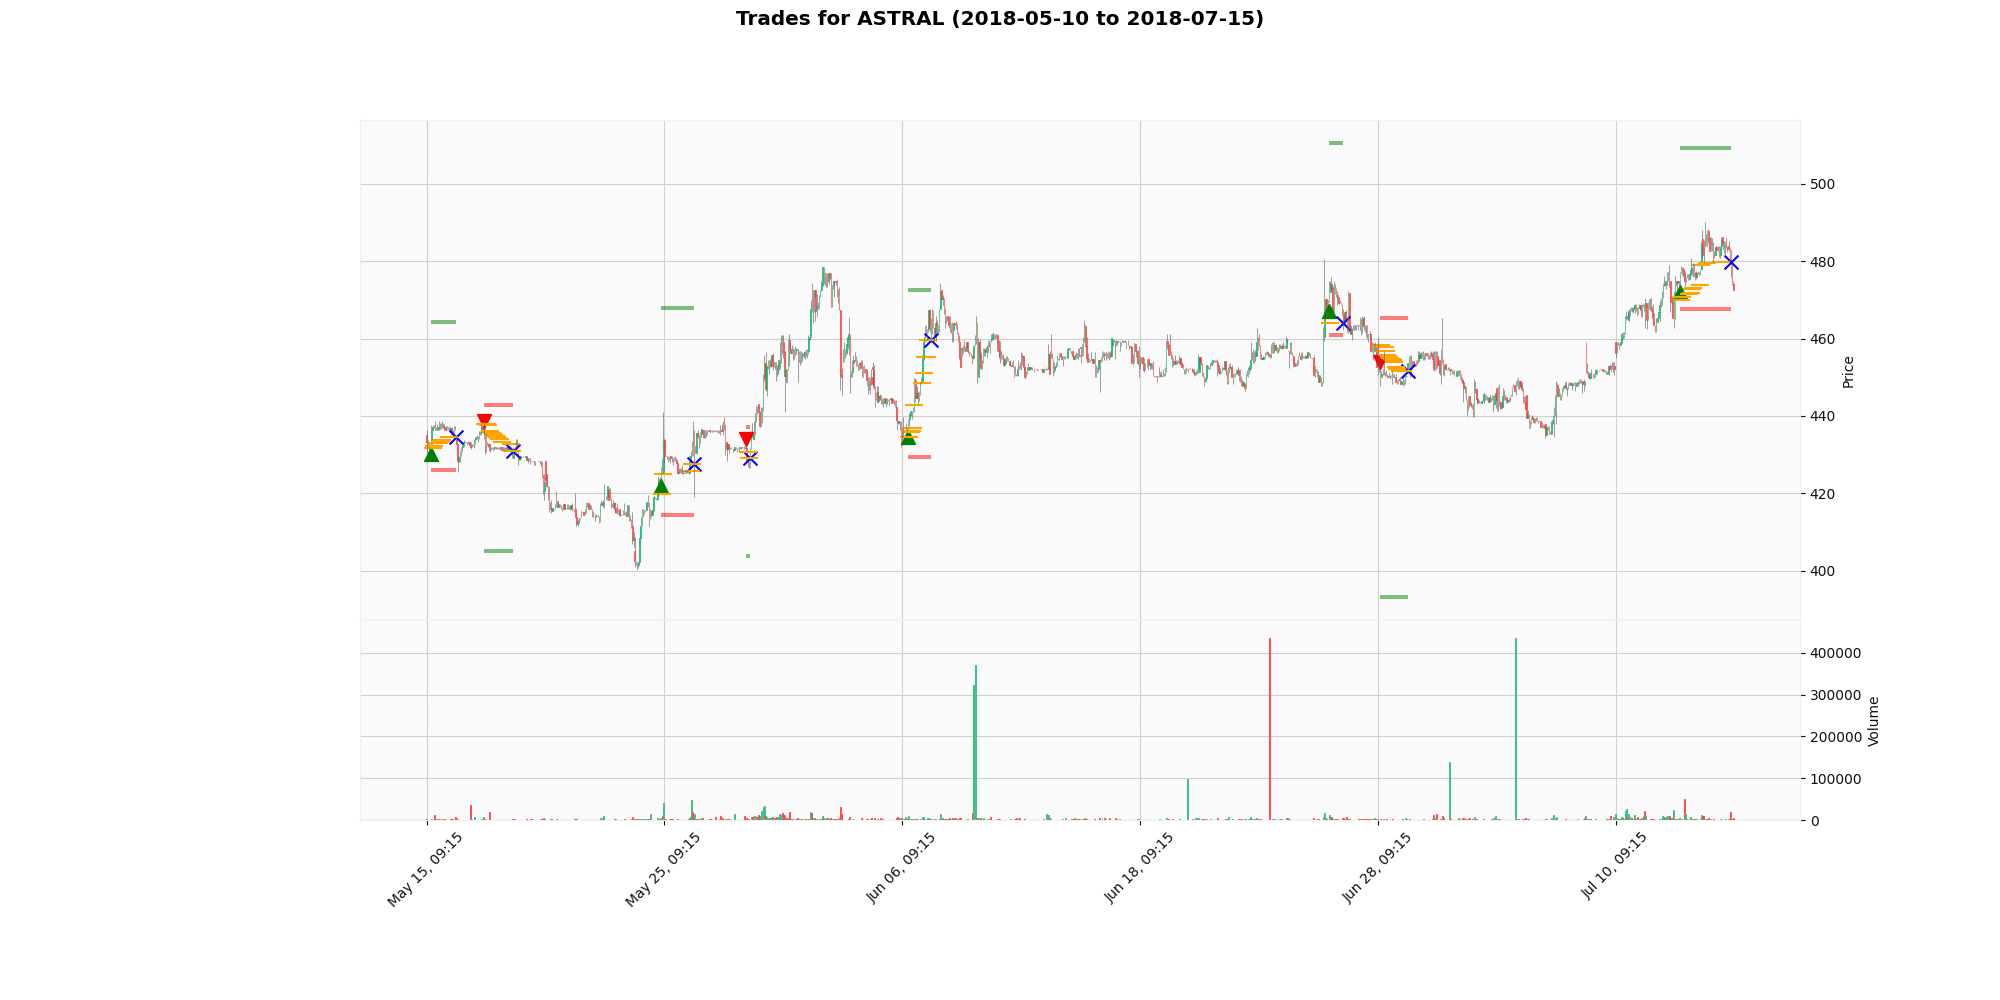 Trades for ASTRAL (2018-05-10 to 2018-07-15)
500
480
460
440
420
400
Price
400000
300000
200000
100000
0
Volume
May 15, 09:15
May 25, 09:15
Jun 06, 09:15
Jun 18, 09:15
Jun 28, 09:15
Jul 10, 09:15